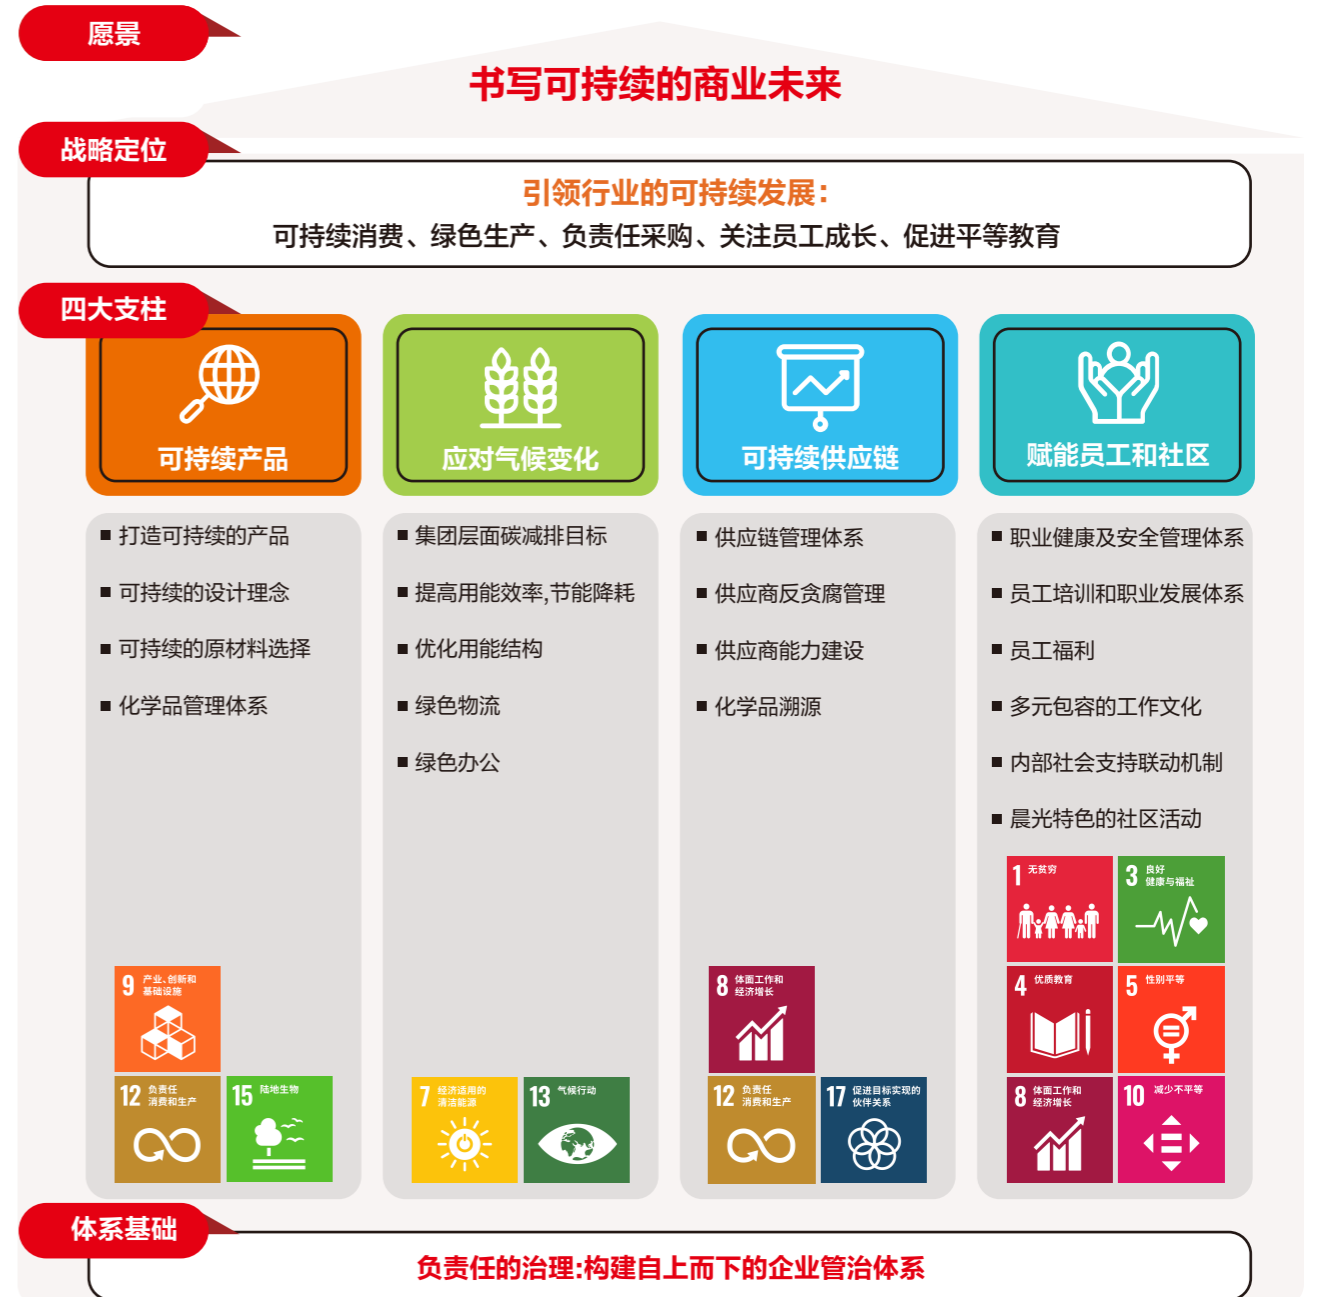 愿景
书写可持续的商业未来
战略定位
引领行业的可持续发展：
可持续消费、绿色生产、负责任采购、关注员工成长、促进平等教育
四大支柱
可持续产品
■ 打造可持续的产品
■ 可持续的设计理念
■ 可持续的原材料选择
■ 化学品管理体系
9 产业、创新和
基础设施
12 负责任
消费和生产
15 陆地生物
应对气候变化
■ 集团层面碳减排目标
■ 提高用能效率,节能降耗
■ 优化用能结构
■ 绿色物流
■ 绿色办公
7 经济适用的
清洁能源
13 气候行动
可持续供应链
■ 供应链管理体系
■ 供应商反贪腐管理
■ 供应商能力建设
■ 化学品溯源
8 体面工作和
经济增长
12 负责任
消费和生产
17 促进目标实现的
伙伴关系
赋能员工和社区
■ 职业健康及安全管理体系
■ 员工培训和职业发展体系
■ 员工福利
■ 多元包容的工作文化
■ 内部社会支持联动机制
■ 晨光特色的社区活动
1 无贫穷
3 良好
健康与福祉
4 优质教育
5 性别平等
8 体面工作和
经济增长
10 减少不平等
体系基础
负责任的治理:构建自上而下的企业管治体系